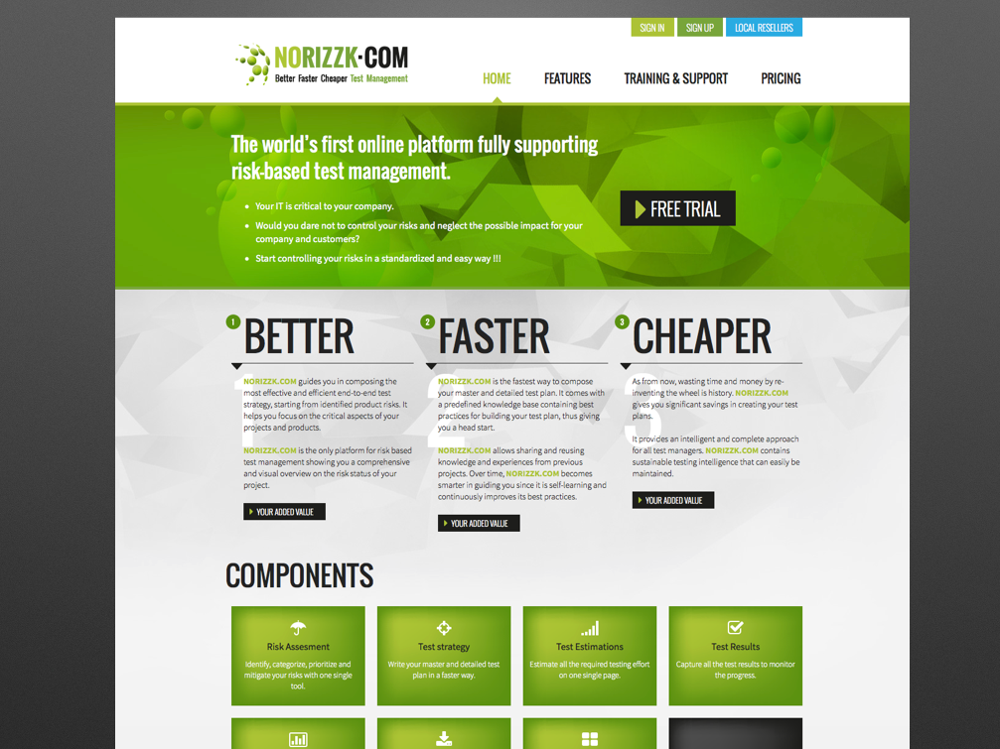 SIGN IN SIGN UP LOCAL RESELLERS
NORIZZK·COM
Better Faster Cheaper Test Management
HOME FEATURES TRAINING & SUPPORT PRICING
The world's first online platform fully supporting
risk-based test management.
Your IT is critical to your company.
Would you dare not to control your risks and neglect the possible impact for your
company and customers?
Start controlling your risks in a standardized and easy way !!!
FREE TRIAL
1 BETTER
1
NORIZZK.COM guides you in composing the
most effective and efficient end-to-end test
strategy, starting from identified product risks. It
helps you focus on the critical aspects of your
projects and products.
NORIZZK.COM is the only platform for risk based
test management showing you a comprehensive
and visual overview on the risk status of your
project.
YOUR ADDED VALUE
2 FASTER
2
NORIZZK.COM is the fastest way to compose
your master and detailed test plan. It comes with
a predefined knowledge base containing best
practices for building your test plan, thus giving
you a head start.
NORIZZK.COM allows sharing and reusing
knowledge and experiences from previous
projects. Over time, NORIZZK.COM becomes
smarter in guiding you since it is self-learning and
continuously improves its best practices.
YOUR ADDED VALUE
3 CHEAPER
3
As from now, wasting time and money by re-
inventing the wheel is history. NORIZZK.COM
gives you significant savings in creating your test
plans.
It provides an intelligent and complete approach
for all test managers. NORIZZK.COM contains
sustainable testing intelligence that can easily be
maintained.
YOUR ADDED VALUE
COMPONENTS
Risk Assesment
Identify, categorize, prioritize and
mitigate your risks with one single
tool.
Test strategy
Write your master and detailed test
plan in a faster way.
Test Estimations
Estimate all the required testing effort
on one single page.
Test Results
Capture all the test results to monitor
the progress.